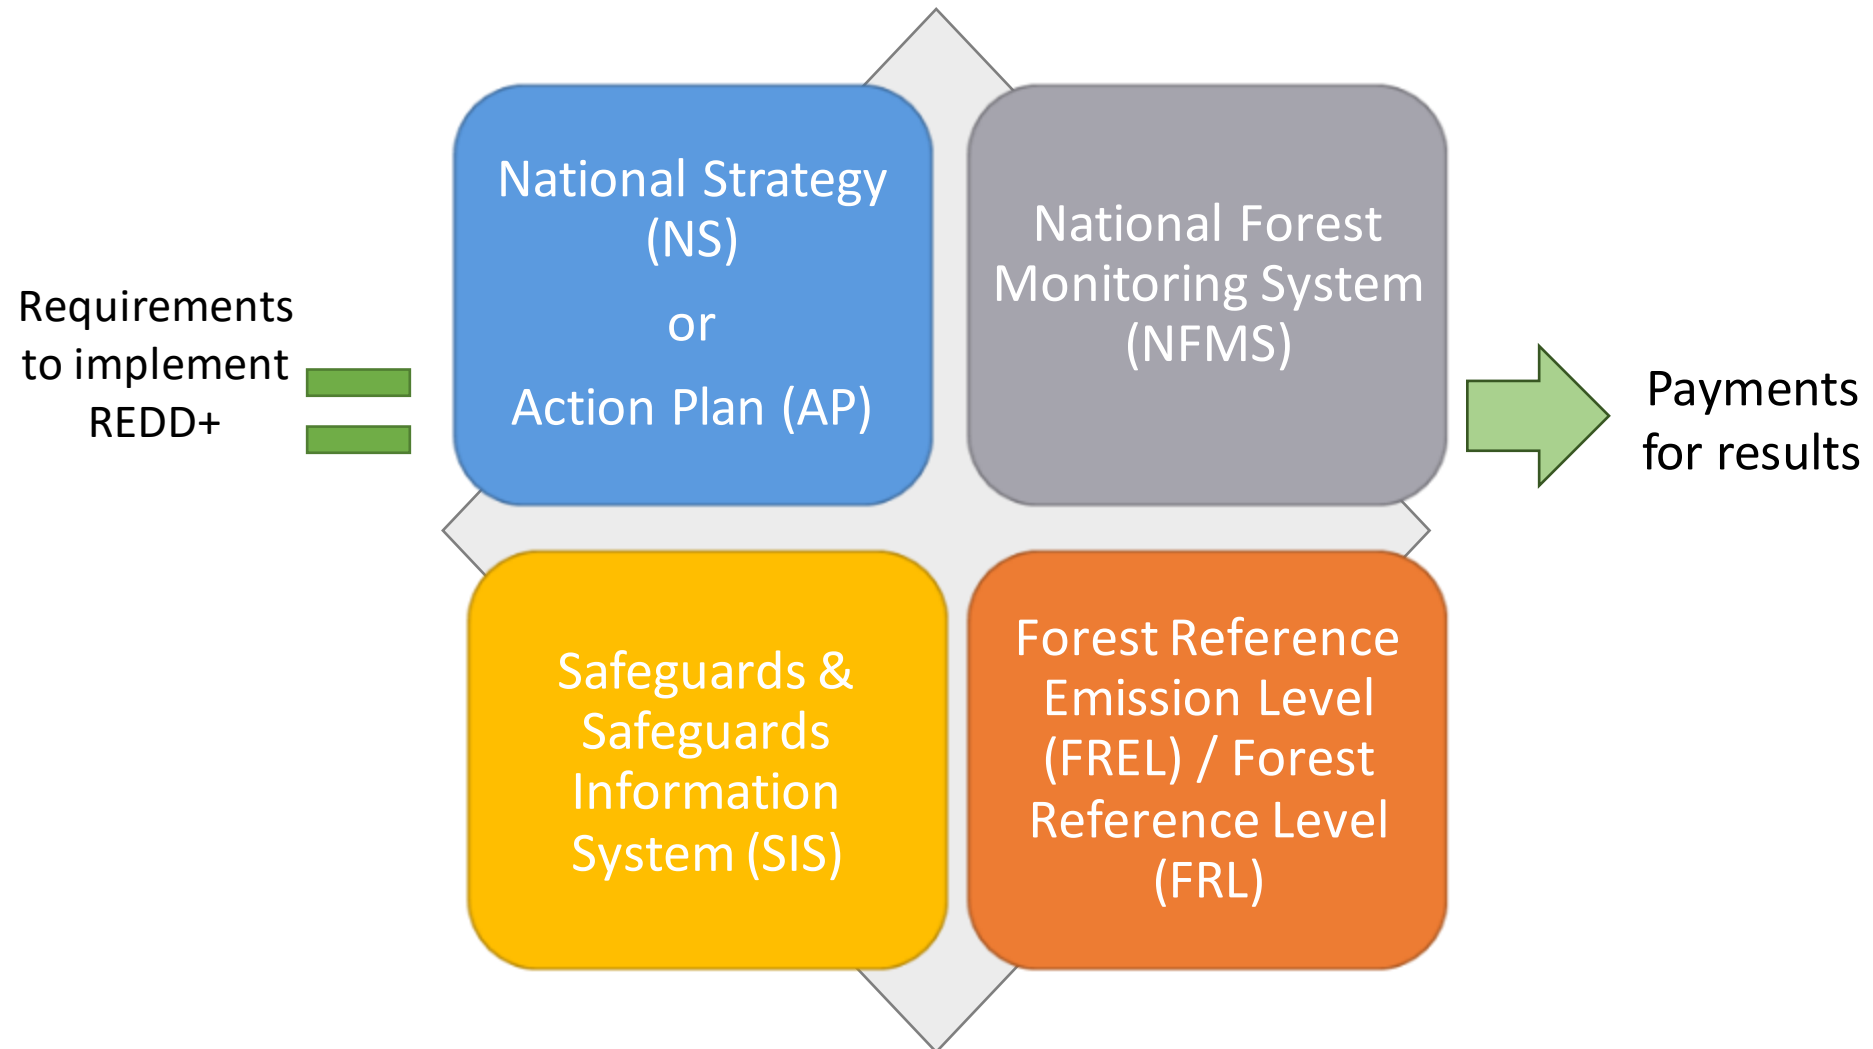 Requirements
to implement
REDD+
National Strategy
(NS)
or
Action Plan (AP)
National Forest
Monitoring System
(NFMS)
Safeguards &
Safeguards
Information
System (SIS)
Forest Reference
Emission Level
(FREL) / Forest
Reference Level
(FRL)
Payments
for results